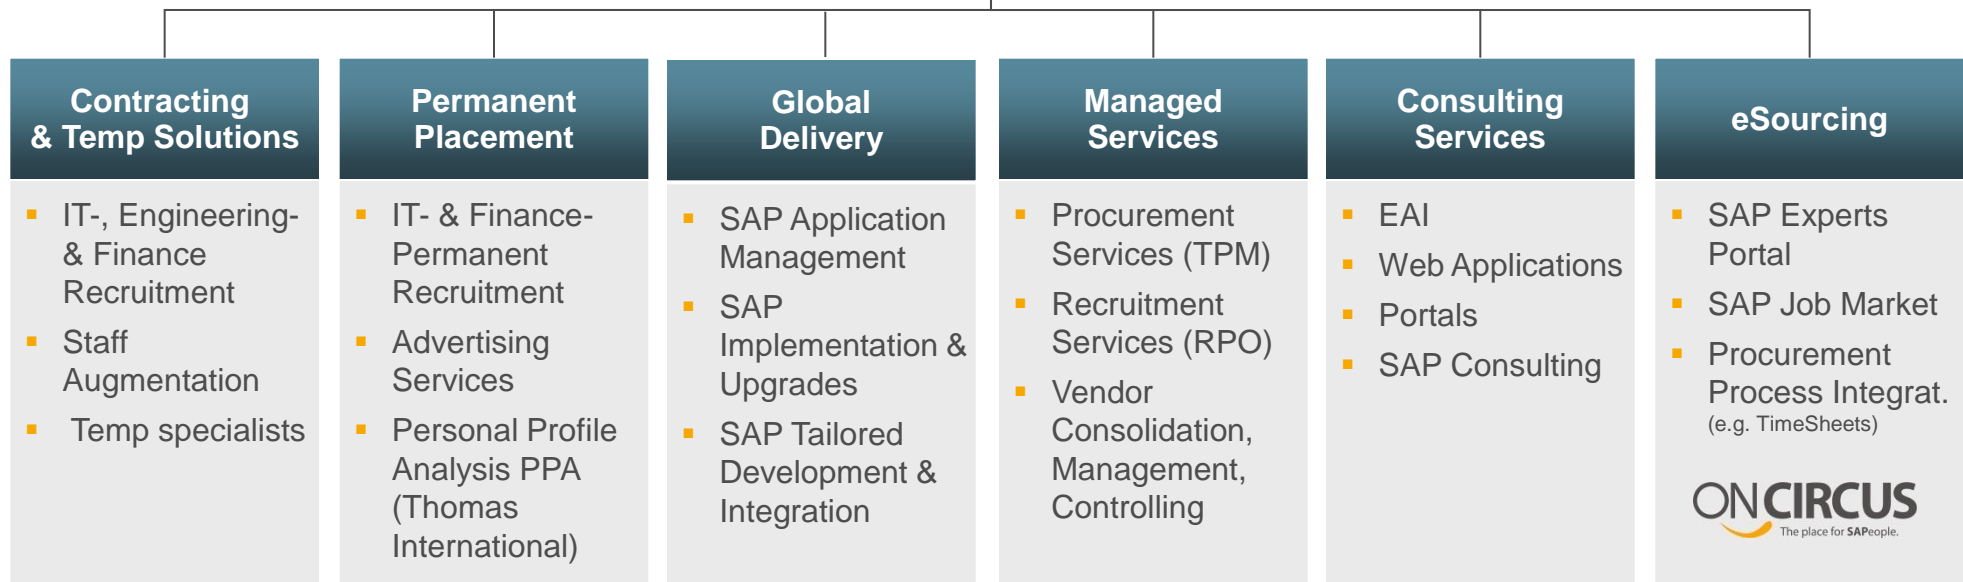 Contracting
& Temp Solutions
IT-, Engineering-
& Finance
Recruitment
Staff
Augmentation
Temp specialists
Permanent
Placement
IT- & Finance-
Permanent
Recruitment
Advertising
Services
Personal Profile
Analysis PPA
(Thomas
International)
Global
Delivery
SAP Application
Management
SAP
Implementation &
Upgrades
SAP Tailored
Development &
Integration
Managed
Services
Procurement
Services (TPM)
Recruitment
Services (RPO)
Vendor
Consolidation,
Management,
Controlling
Consulting
Services
EAI
Web Applications
Portals
SAP Consulting
eSourcing
SAP Experts
Portal
SAP Job Market
Procurement
Process Integrat.
(e.g. TimeSheets)
ONCIRCUS
The place for SAPeople.